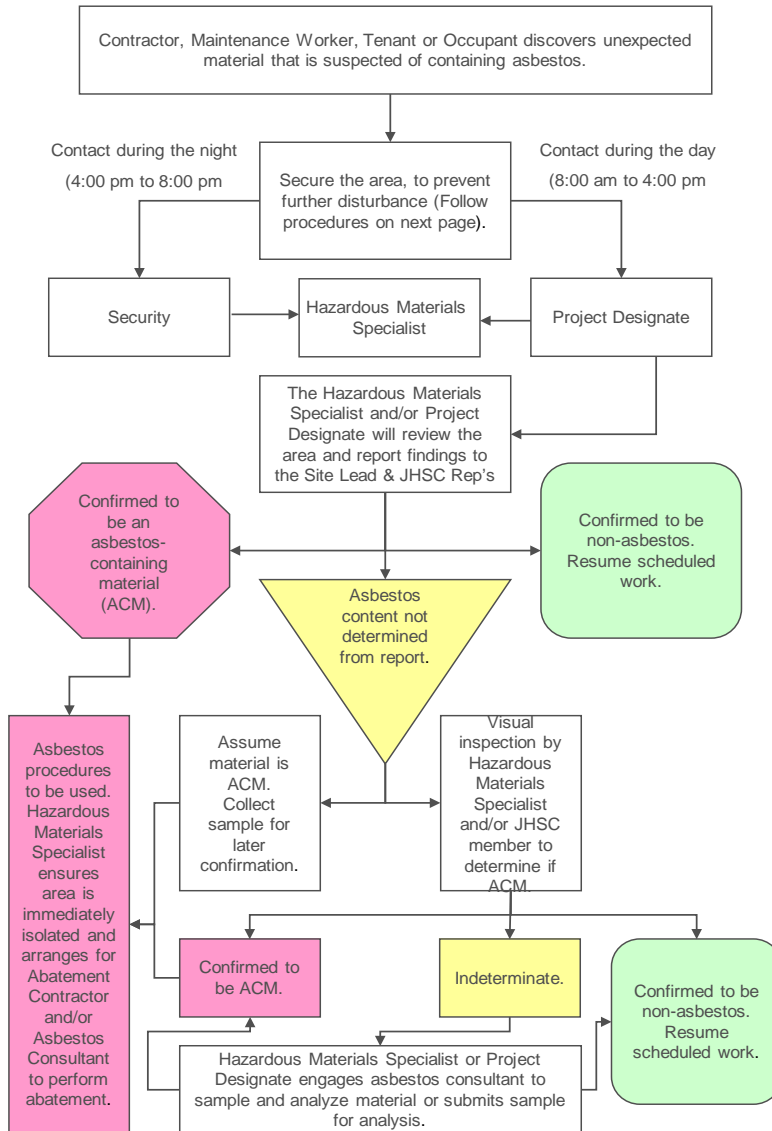 Contractor, Maintenance Worker, Tenant or Occupant discovers unexpected
material that is suspected of containing asbestos.
Contact during the night
(4:00 pm to 8:00 pm
Secure the area, to prevent
further disturbance (Follow
procedures on next page).
Contact during the day
(8:00 am to 4:00 pm
Security
Hazardous Materials
Specialist
Project Designate
The Hazardous Materials
Specialist and/or Project
Designate will review the
area and report findings to
the Site Lead & JHSC Rep's
Confirmed to
be an
asbestos-
containing
material
(ACM).
Confirmed to be
non-asbestos.
Resume scheduled
work.
Asbestos
content not
determined
from report.
Asbestos
procedures
to be used.
Hazardous
Materials
Specialist
ensures
area is
immediately
isolated and
arranges for
Abatement
Contractor
and/or
Asbestos
Consultant
to perform
abatement.
Assume
material is
ACM.
Collect
sample for
later
confirmation.
Visual
inspection by
Hazardous
Materials
Specialist
and/or JHSC
member to
determine if
ACM.
Confirmed to
be ACM.
Indeterminate.
Confirmed to be
non-asbestos.
Resume
scheduled work.
Hazardous Materials Specialist or Project
Designate engages asbestos consultant to
sample and analyze material or submits sample
for analysis.